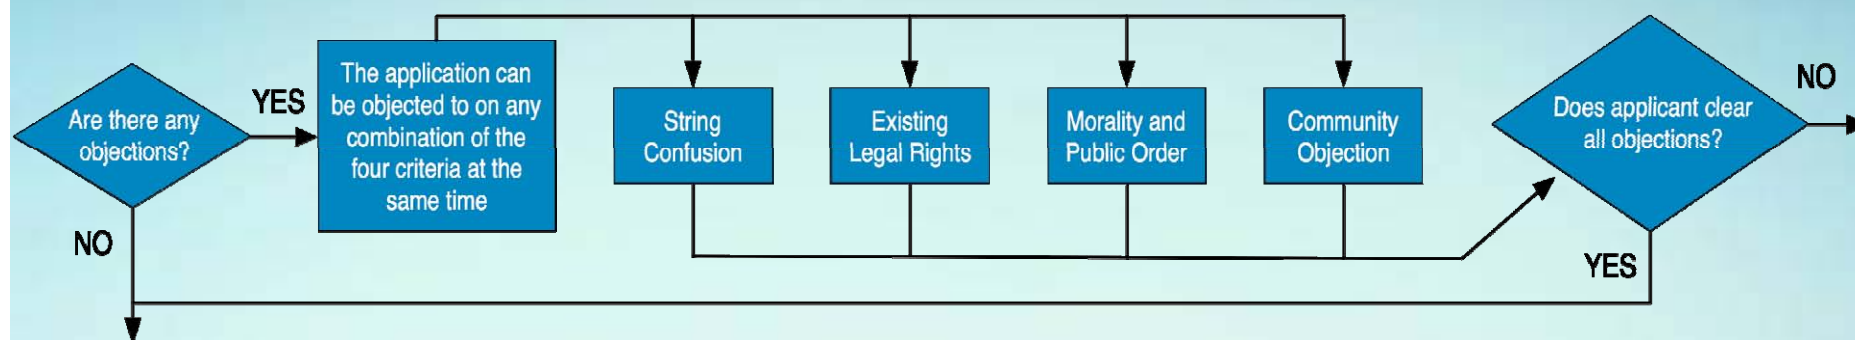 Are there any
objections?
YES
NO
The application can
be objected to on any
combination of the
four criteria at the
same time
String
Confusion
Existing
Legal Rights
Morality and
Public Order
Community
Objection
Does applicant clear
all objections?
NO
YES